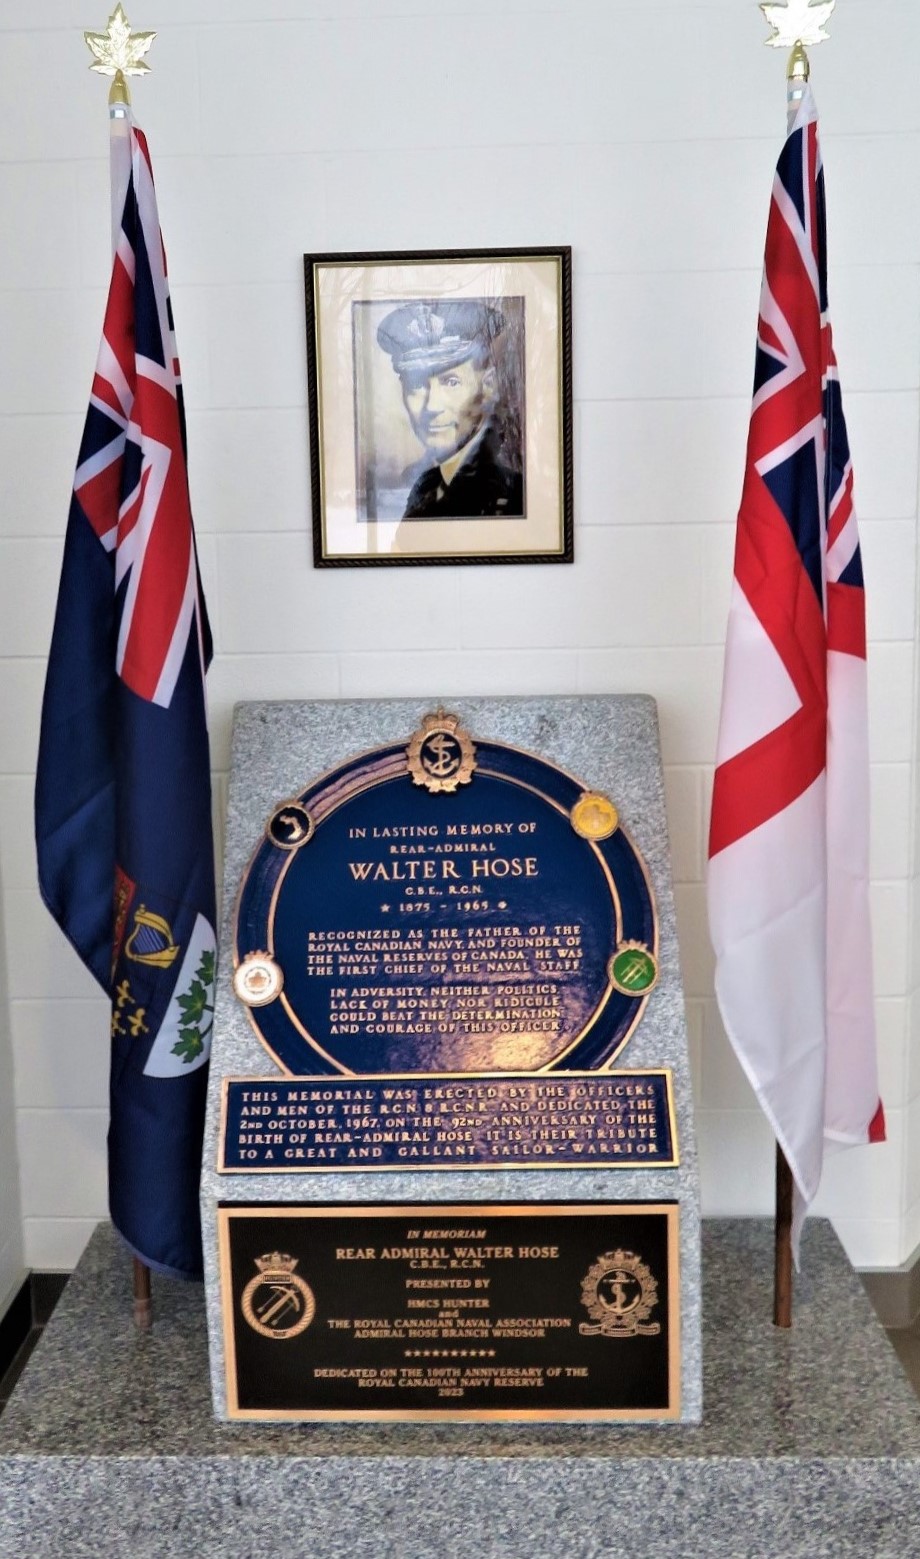 IN LASTING MEMORY OF
REAR-ADMIRAL
WALTER HOSE
C.B.E., R.C.N.
★ 1875 - 1965 ★
RECOGNIZED AS THE FATHER OF THE
ROYAL CANADIAN NAVY, AND FOUNDER OF
THE NAVAL RESERVES OF CANADA, HE WAS
THE FIRST CHIEF OF THE NAVAL STAFF
IN ADVERSITY, NEITHER POLITICS,
LACK OF MONEY, NOR RIDICULE
COULD BEAT THE DETERMINATION
AND COURAGE OF THIS OFFICER
THIS MEMORIAL WAS ERECTED BY THE OFFICERS
AND MEN OF THE R.C.N. & R.C.N.R. AND DEDICATED THE
2ND OCTOBER, 1967, ON THE 92ND ANNIVERSARY OF THE
BIRTH OF REAR-ADMIRAL HOSE. IT IS THEIR TRIBUTE
TO A GREAT AND GALLANT SAILOR-WARRIOR
IN MEMORIAM
REAR ADMIRAL WALTER HOSE
C.B.E., R.C.N.
PRESENTED BY
HMCS HUNTER
and
THE ROYAL CANADIAN NAVAL ASSOCIATION
ADMIRAL HOSE BRANCH WINDSOR
★★★★★★★★★★
DEDICATED ON THE 100TH ANNIVERSARY OF THE
ROYAL CANADIAN NAVY RESERVE
2023